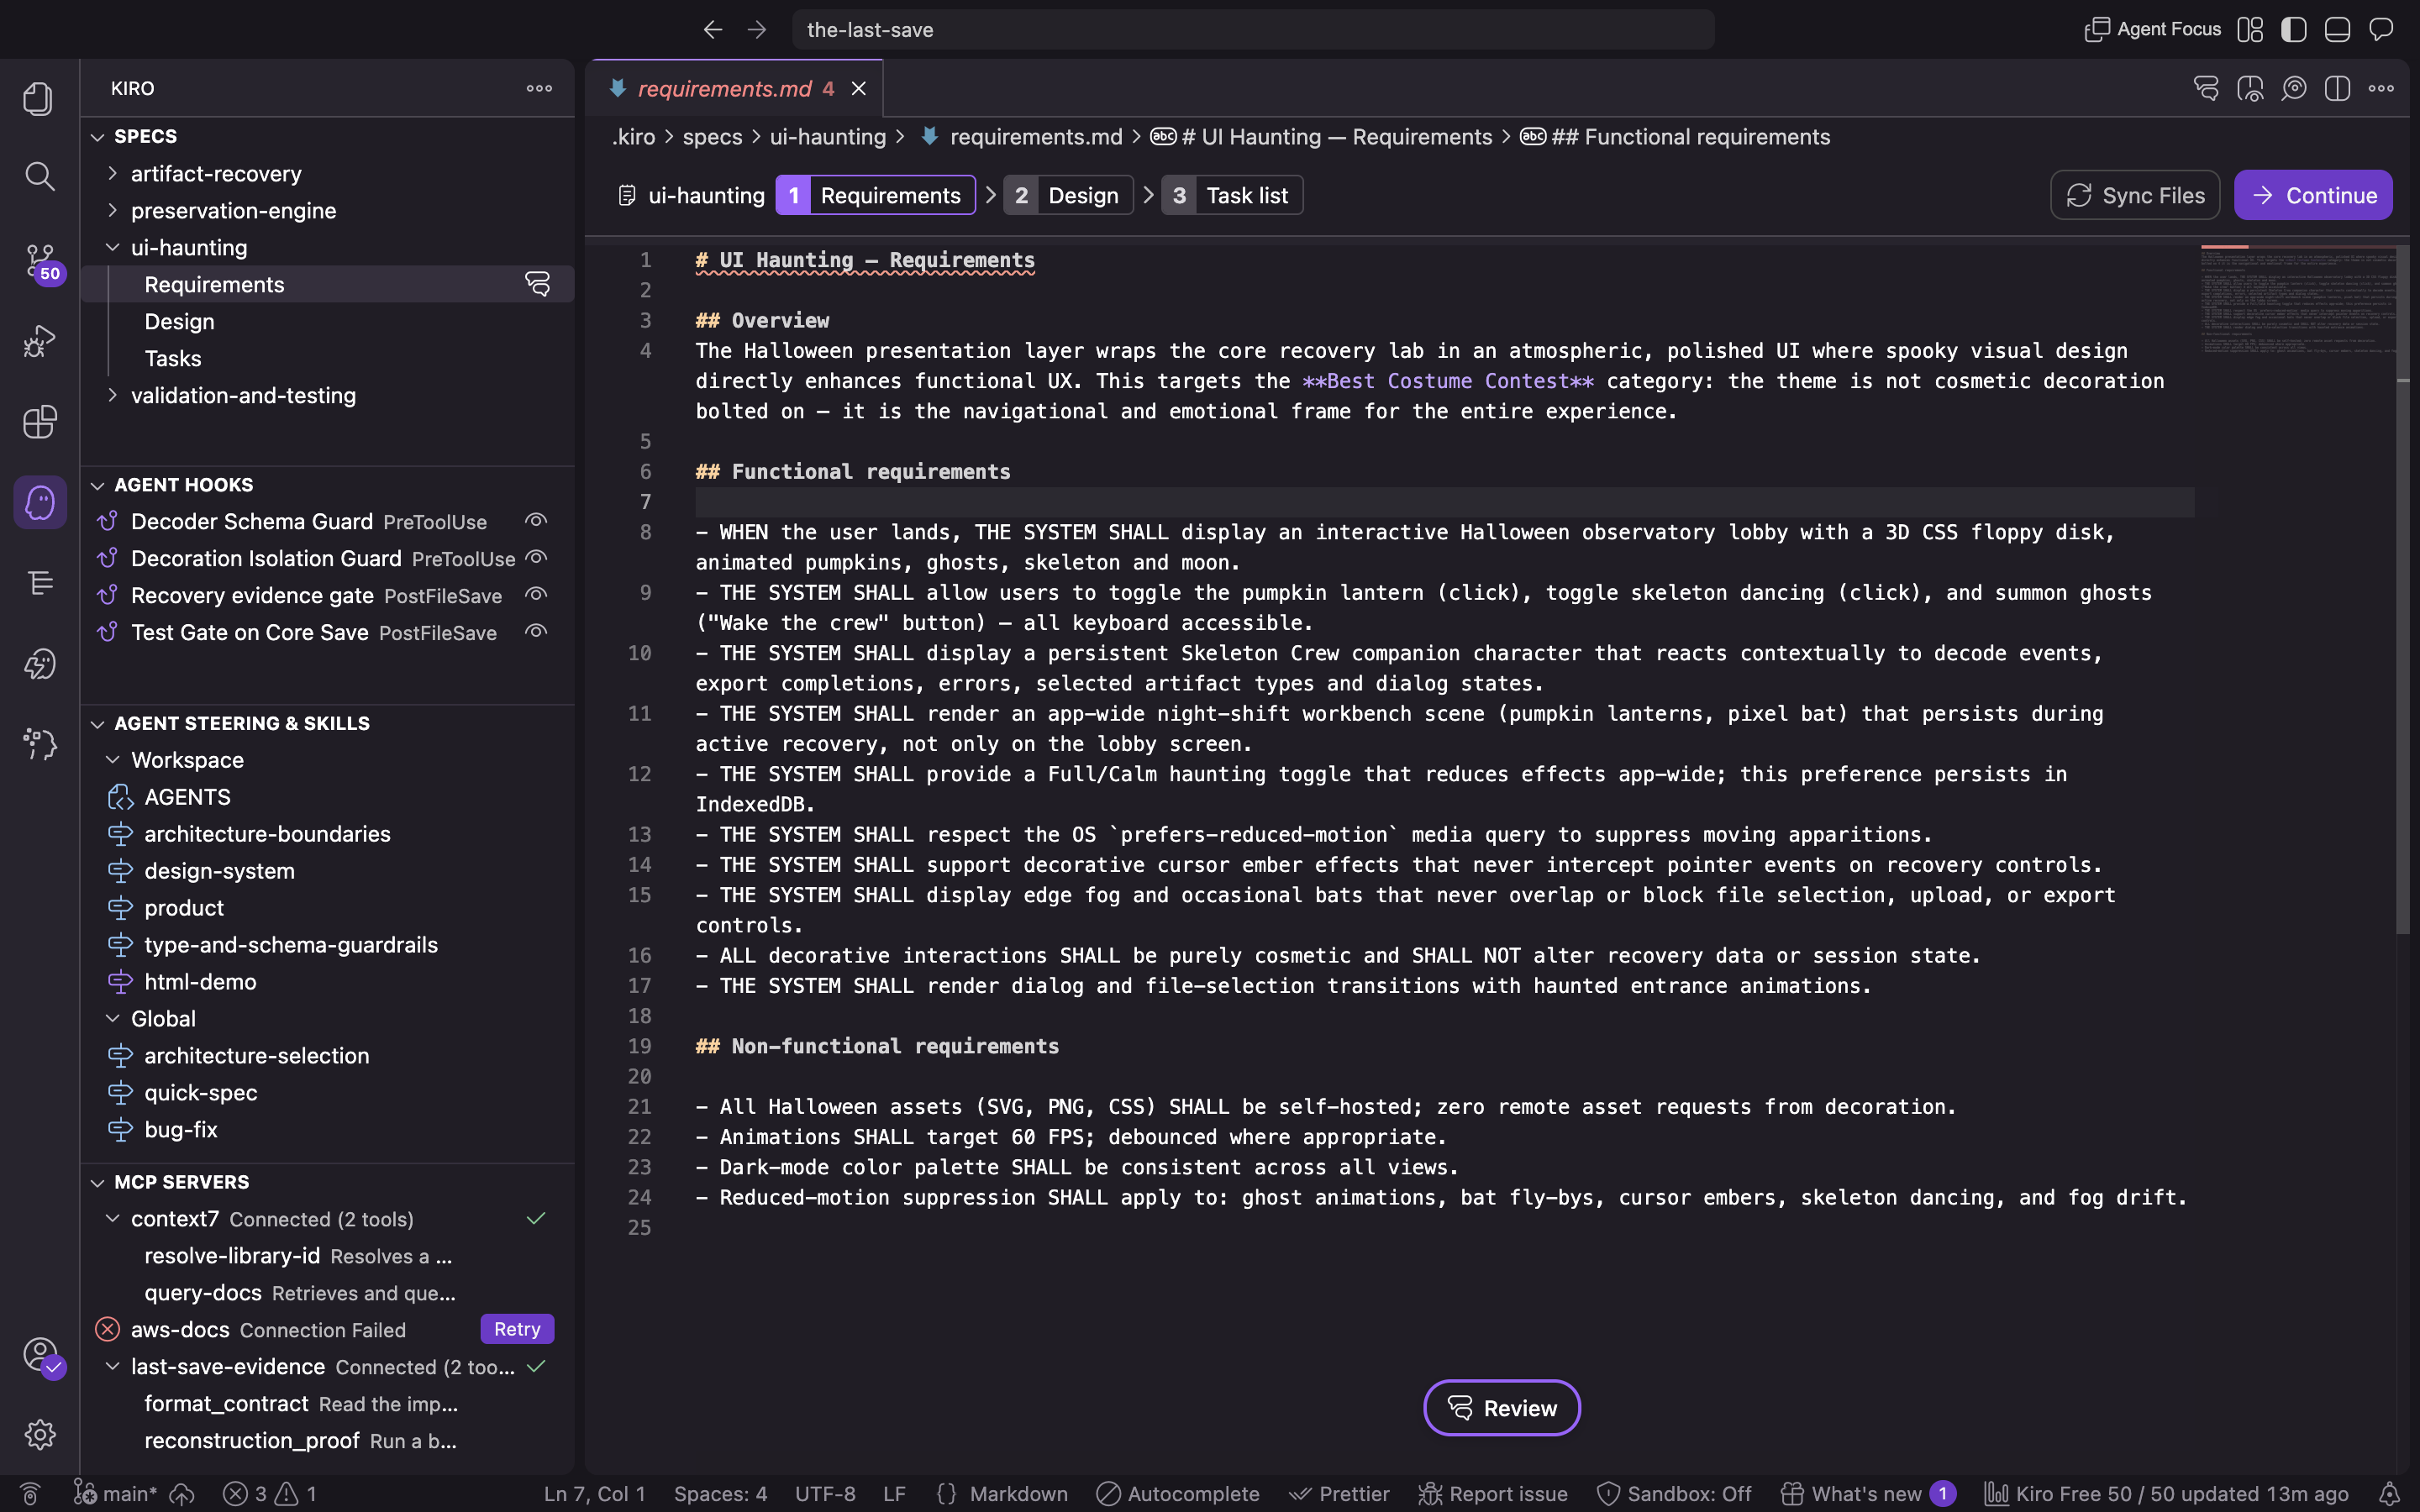 the-last-save
Agent Focus
KIRO
SPECS
artifact-recovery
preservation-engine
ui-haunting
Requirements
Design
Tasks
validation-and-testing
AGENT HOOKS
Decoder Schema Guard PreToolUse
Decoration Isolation Guard PreToolUse
Recovery evidence gate PostFileSave
Test Gate on Core Save PostFileSave
AGENT STEERING & SKILLS
Workspace
AGENTS
architecture-boundaries
design-system
product
type-and-schema-guardrails
html-demo
Global
architecture-selection
quick-spec
bug-fix
MCP SERVERS
context7 Connected (2 tools)
resolve-library-id Resolves a ...
query-docs Retrieves and que...
aws-docs Connection Failed Retry
last-save-evidence Connected (2 too...
format_contract Read the imp...
reconstruction_proof Run a b...
50
requirements.md 4
.kiro > specs > ui-haunting > requirements.md > # UI Haunting — Requirements > ## Functional requirements
ui-haunting 1 Requirements > 2 Design > 3 Task list
Sync Files
Continue
1 # UI Haunting — Requirements
2
3 ## Overview
4 The Halloween presentation layer wraps the core recovery lab in an atmospheric, polished UI where spooky visual design
directly enhances functional UX. This targets the **Best Costume Contest** category: the theme is not cosmetic decoration
bolted on — it is the navigational and emotional frame for the entire experience.
5
6 ## Functional requirements
7
8 - WHEN the user lands, THE SYSTEM SHALL display an interactive Halloween observatory lobby with a 3D CSS floppy disk,
animated pumpkins, ghosts, skeleton and moon.
9 - THE SYSTEM SHALL allow users to toggle the pumpkin lantern (click), toggle skeleton dancing (click), and summon ghosts
("Wake the crew" button) — all keyboard accessible.
10 - THE SYSTEM SHALL display a persistent Skeleton Crew companion character that reacts contextually to decode events,
export completions, errors, selected artifact types and dialog states.
11 - THE SYSTEM SHALL render an app-wide night-shift workbench scene (pumpkin lanterns, pixel bat) that persists during
active recovery, not only on the lobby screen.
12 - THE SYSTEM SHALL provide a Full/Calm haunting toggle that reduces effects app-wide; this preference persists in
IndexedDB.
13 - THE SYSTEM SHALL respect the OS `prefers-reduced-motion` media query to suppress moving apparitions.
14 - THE SYSTEM SHALL support decorative cursor ember effects that never intercept pointer events on recovery controls.
15 - THE SYSTEM SHALL display edge fog and occasional bats that never overlap or block file selection, upload, or export
controls.
16 - ALL decorative interactions SHALL be purely cosmetic and SHALL NOT alter recovery data or session state.
17 - THE SYSTEM SHALL render dialog and file-selection transitions with haunted entrance animations.
18
19 ## Non-functional requirements
20
21 - All Halloween assets (SVG, PNG, CSS) SHALL be self-hosted; zero remote asset requests from decoration.
22 - Animations SHALL target 60 FPS; debounced where appropriate.
23 - Dark-mode color palette SHALL be consistent across all views.
24 - Reduced-motion suppression SHALL apply to: ghost animations, bat fly-bys, cursor embers, skeleton dancing, and fog drift.
25
Review
main* 3 1 Ln 7, Col 1 Spaces: 4 UTF-8 LF {} Markdown Autocomplete Prettier Report issue Sandbox: Off What's new 1 Kiro Free 50 / 50 updated 13m ago